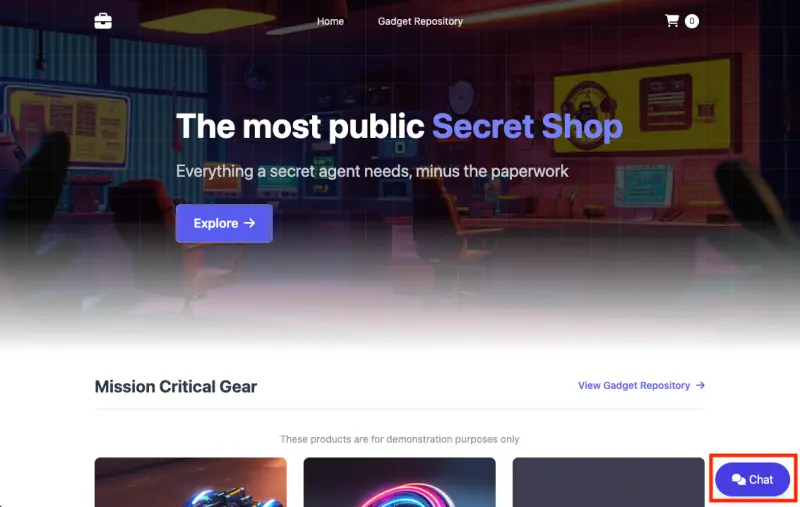 Home
Gadget Repository
0
The most public Secret Shop
Everything a secret agent needs, minus the paperwork
Explore →
Mission Critical Gear
View Gadget Repository →
These products are for demonstration purposes only
Chat